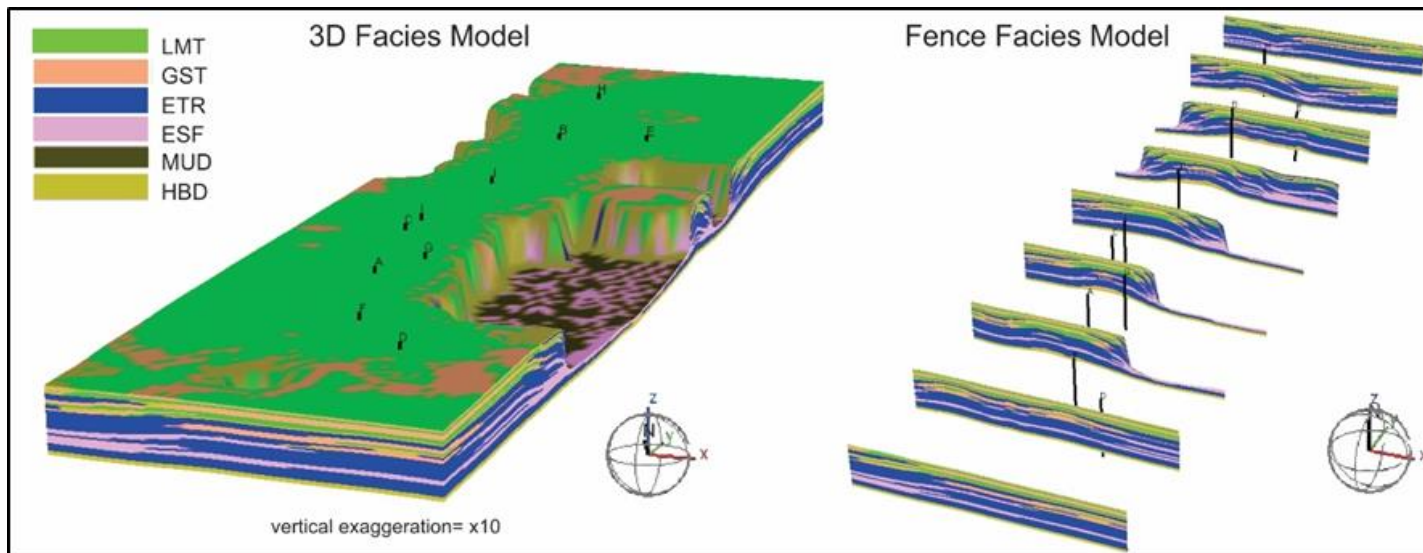 3D Facies Model
Fence Facies Model
LMT
GST
ETR
ESF
MUD
HBD
H
B
E
A
F
D
z
N
y
x
vertical exaggeration= x10